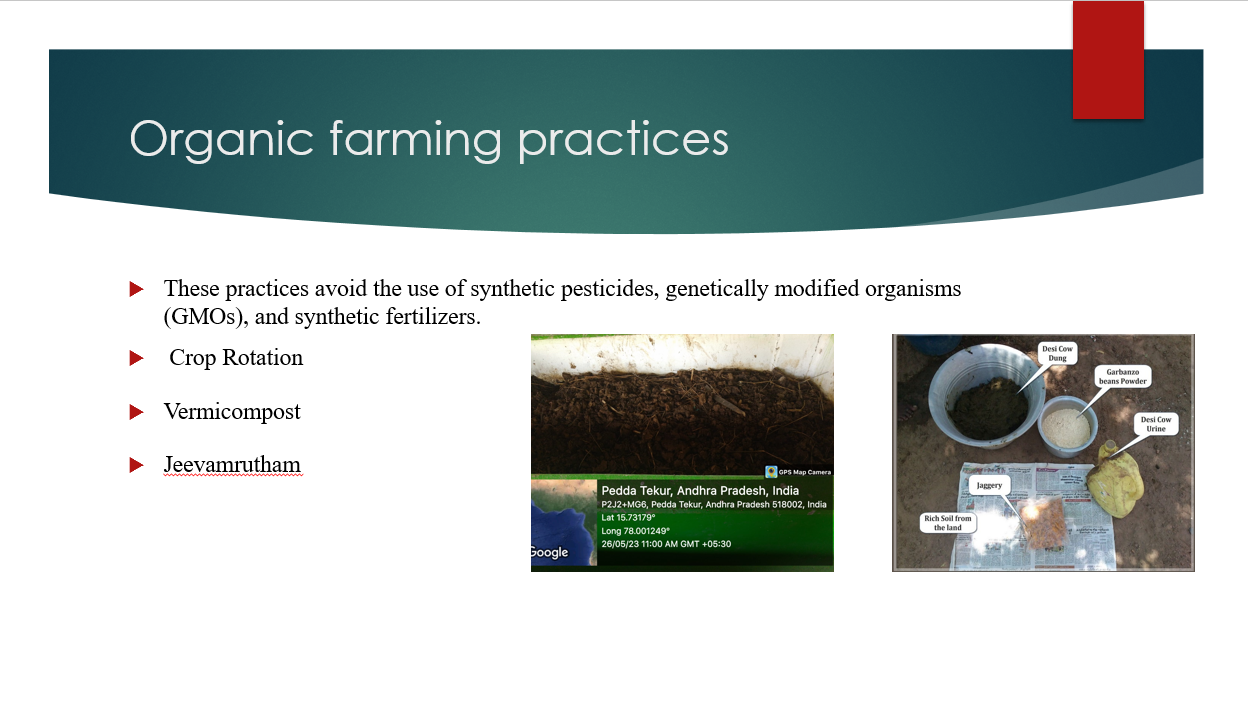 Organic farming practices
These practices avoid the use of synthetic pesticides, genetically modified organisms
(GMOs), and synthetic fertilizers.
Crop Rotation
Vermicompost
Jeevamrutham
GPS Map Camera
Pedda Tekur, Andhra Pradesh, India
P2J2+MG6, Pedda Tekur, Andhra Pradesh 518002, India
Lat 15.73179°
Long 78.001249°
26/05/23 11:00 AM GMT +05:30
Google
Desi Cow
Dung
Garbanzo
beans Powder
Desi Cow
Urine
Jaggery
Rich Soil from
the land